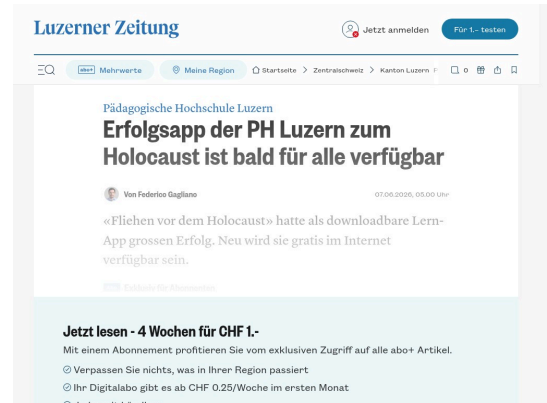 Luzerner Zeitung
Jetzt anmelden
Für 1.- testen
abo+ Mehrwerte
Meine Region
Startseite > Zentralschweiz > Kanton Luzern
0
Pädagogische Hochschule Luzern
Erfolgsapp der PH Luzern zum
Holocaust ist bald für alle verfügbar
Von Federico Gagliano
07.06.2026, 05.00 Uhr
«Fliehen vor dem Holocaust» hatte als downloadbare Lern-
App grossen Erfolg. Neu wird sie gratis im Internet
verfügbar sein.
Exklusiv für Abonnenten
Jetzt lesen - 4 Wochen für CHF 1.-
Mit einem Abonnement profitieren Sie vom exklusiven Zugriff auf alle abo+ Artikel.
Verpassen Sie nichts, was in Ihrer Region passiert
Ihr Digitalabo gibt es ab CHF 0.25/Woche im ersten Monat